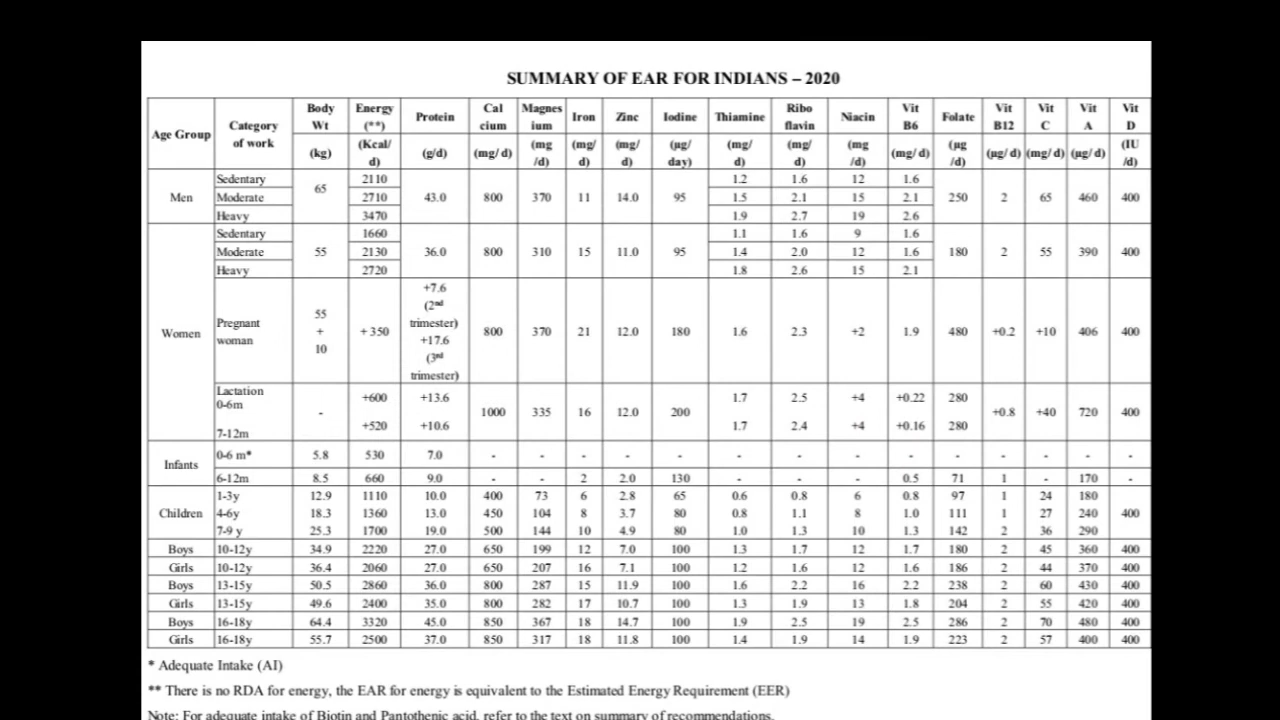 SUMMARY OF EAR FOR INDIANS – 2020
Age Group | Category of work | Body Wt | Energy (**) | Protein | Cal cium | Magnes ium | Iron | Zinc | Iodine | Thiamine | Ribo flavin | Niacin | Vit B6 | Folate | Vit B12 | Vit C | Vit A | Vit D
(kg) | (Kcal/ d) | (g/d) | (mg/ d) | (mg /d) | (mg/ d) | (mg/ d) | (µg/ day) | (mg/ d) | (mg/ d) | (mg /d) | (mg/ d) | (µg /d) | (µg/ d) | (mg/ d) | (µg/ d) | (IU /d)
Men | Sedentary | 65 | 2110 | 43.0 | 800 | 370 | 11 | 14.0 | 95 | 1.2 | 1.6 | 12 | 1.6 | 250 | 2 | 65 | 460 | 400
Moderate | 2710 | 1.5 | 2.1 | 15 | 2.1
Heavy | 3470 | 1.9 | 2.7 | 19 | 2.6
Women | Sedentary | 55 | 1660 | 36.0 | 800 | 310 | 15 | 11.0 | 95 | 1.1 | 1.6 | 9 | 1.6 | 180 | 2 | 55 | 390 | 400
Moderate | 2130 | 1.4 | 2.0 | 12 | 1.6
Heavy | 2720 | 1.8 | 2.6 | 15 | 2.1
Pregnant woman | 55 + 10 | +350 | +7.6 (2nd trimester) +17.6 (3rd trimester) | 800 | 370 | 21 | 12.0 | 180 | 1.6 | 2.3 | +2 | 1.9 | 480 | +0.2 | +10 | 406 | 400
Lactation 0-6m | - | +600 | +13.6 | 1000 | 335 | 16 | 12.0 | 200 | 1.7 | 2.5 | +4 | +0.22 | 280 | +0.8 | +40 | 720 | 400
7-12m | +520 | +10.6 | 1.7 | 2.4 | +4 | +0.16 | 280
Infants | 0-6 m* | 5.8 | 530 | 7.0 | - | - | - | - | - | - | - | - | - | - | - | - | - | -
6-12m | 8.5 | 660 | 9.0 | - | - | 2 | 2.0 | 130 | - | - | - | 0.5 | 71 | 1 | - | 170 | -
Children | 1-3y | 12.9 | 1110 | 10.0 | 400 | 73 | 6 | 2.8 | 65 | 0.6 | 0.8 | 6 | 0.8 | 97 | 1 | 24 | 180 | 400
4-6y | 18.3 | 1360 | 13.0 | 450 | 104 | 8 | 3.7 | 80 | 0.8 | 1.1 | 8 | 1.0 | 111 | 1 | 27 | 240
7-9 y | 25.3 | 1700 | 19.0 | 500 | 144 | 10 | 4.9 | 80 | 1.0 | 1.3 | 10 | 1.3 | 142 | 2 | 36 | 290
Boys | 10-12y | 34.9 | 2220 | 27.0 | 650 | 199 | 12 | 7.0 | 100 | 1.3 | 1.7 | 12 | 1.7 | 180 | 2 | 45 | 360 | 400
Girls | 10-12y | 36.4 | 2060 | 27.0 | 650 | 207 | 16 | 7.1 | 100 | 1.2 | 1.6 | 12 | 1.6 | 186 | 2 | 44 | 370 | 400
Boys | 13-15y | 50.5 | 2860 | 36.0 | 800 | 287 | 15 | 11.9 | 100 | 1.6 | 2.2 | 16 | 2.2 | 238 | 2 | 60 | 430 | 400
Girls | 13-15y | 49.6 | 2400 | 35.0 | 800 | 282 | 17 | 10.7 | 100 | 1.3 | 1.9 | 13 | 1.8 | 204 | 2 | 55 | 420 | 400
Boys | 16-18y | 64.4 | 3320 | 45.0 | 850 | 367 | 18 | 14.7 | 100 | 1.9 | 2.5 | 19 | 2.5 | 286 | 2 | 70 | 480 | 400
Girls | 16-18y | 55.7 | 2500 | 37.0 | 850 | 317 | 18 | 11.8 | 100 | 1.4 | 1.9 | 14 | 1.9 | 223 | 2 | 57 | 400 | 400
* Adequate Intake (AI)
** There is no RDA for energy, the EAR for energy is equivalent to the Estimated Energy Requirement (EER)
Note: For adequate intake of Biotin and Pantothenic acid, refer to the text on summary of recommendations.